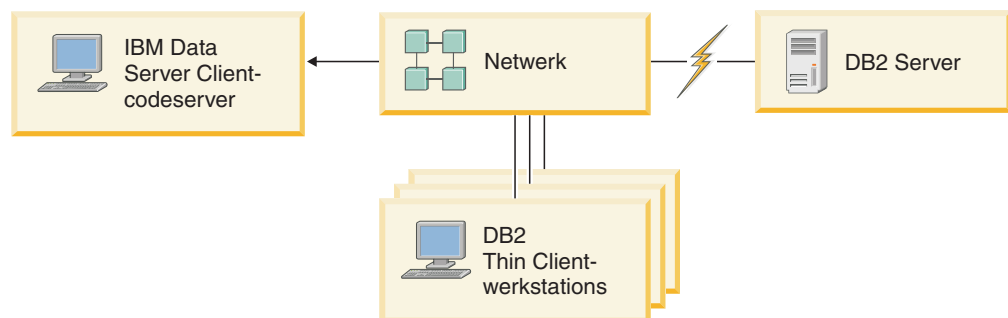 IBM Data
Server Client-
codeserver
Netwerk
DB2 Server
DB2
Thin Client-
werkstations